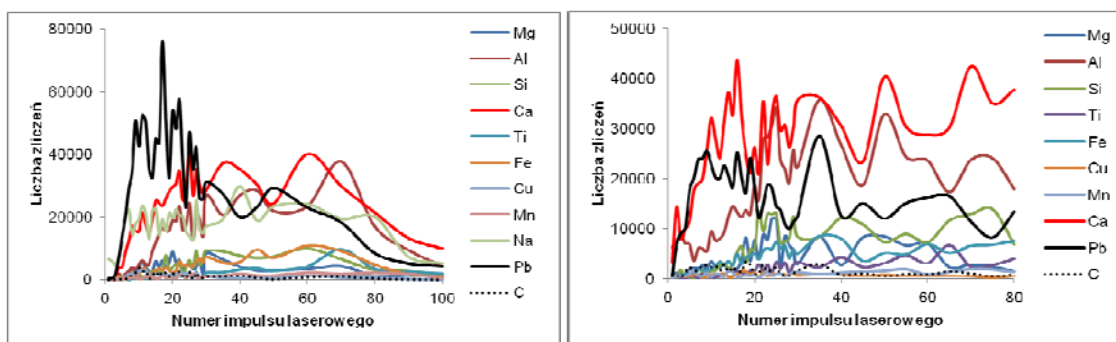 80000
60000
40000
20000
0
Liczba zliczeń
0 20 40 60 80 100
Numer impulsu laserowego
Mg
Al
Si
Ca
Ti
Fe
Cu
Mn
Na
Pb
C
50000
40000
30000
20000
10000
0
Liczba zliczeń
0 20 40 60 80
Numer impulsu laserowego
Mg
Al
Si
Ti
Fe
Cu
Mn
Ca
Pb
C